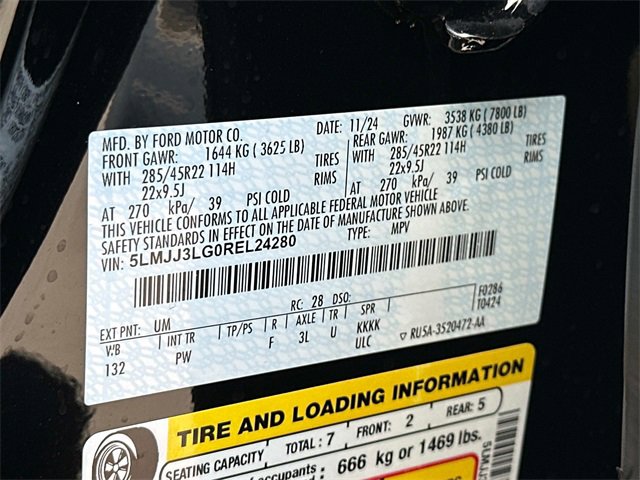 MFD. BY FORD MOTOR CO. DATE: 11/24 GVWR: 3538 KG ( 7800 LB)
FRONT GAWR: 1644 KG ( 3625 LB) REAR GAWR: 1987 KG ( 4380 LB)
WITH 285/45R22 114H TIRES WITH 285/45R22 114H TIRES
22x9.5J RIMS 22x9.5J RIMS
AT 270 kPa/ 39 PSI COLD AT 270 kPa/ 39 PSI COLD
THIS VEHICLE CONFORMS TO ALL APPLICABLE FEDERAL MOTOR VEHICLE
SAFETY STANDARDS IN EFFECT ON THE DATE OF MANUFACTURE SHOWN ABOVE.
VIN: 5LMJJ3LG0REL24280 TYPE: MPV
F0286
T0424
EXT PNT: UM RC: 28 DSO:
WB INT TR TP/PS R AXLE TR SPR
132 PW F 3L U KKKK
ULC RU5A-3520472-AA
TIRE AND LOADING INFORMATION
SEATING CAPACITY TOTAL: 7 FRONT: 2 REAR: 5
occupants 666 kg or 1469 lbs.